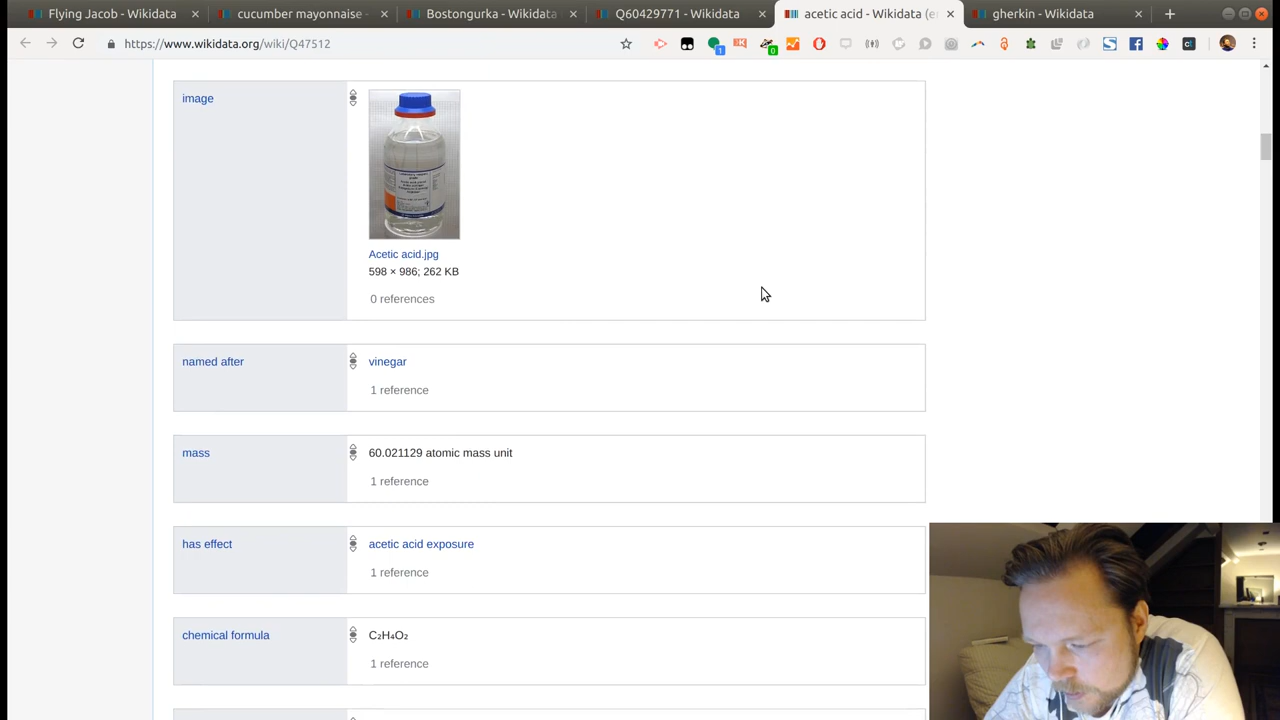 Flying Jacob - Wikidata
cucumber mayonnaise -
Bostongurka - Wikidata
Q60429771 - Wikidata
acetic acid - Wikidata (e
gherkin - Wikidata
https://www.wikidata.org/wiki/Q47512
1
0
image
Acetic acid.jpg
598 × 986; 262 KB
0 references
named after
vinegar
1 reference
mass
60.021129 atomic mass unit
1 reference
has effect
acetic acid exposure
1 reference
chemical formula
C₂H₄O₂
1 reference